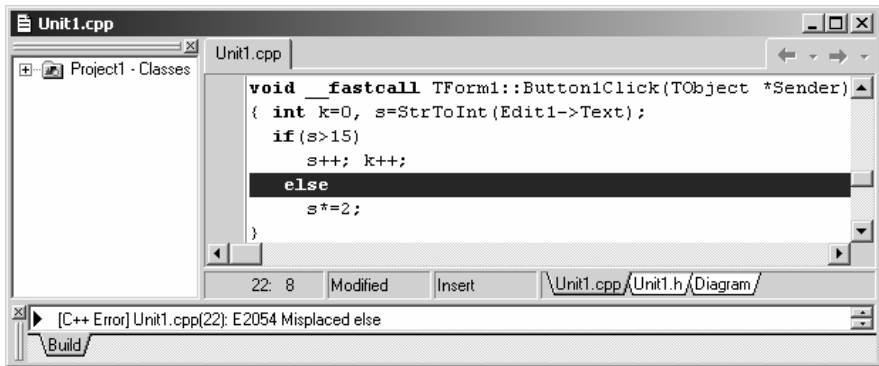 Unit1.cpp
Project1 - Classes
Unit1.cpp
void __fastcall TForm1::Button1Click(TObject *Sender)
{ int k=0, s=StrToInt(Edit1->Text);
if(s>15)
s++; k++;
else
s*=2;
}
22: 8 Modified Insert \Unit1.cpp/Unit1.h/Diagram/
[C++ Error] Unit1.cpp(22): E2054 Misplaced else
Build